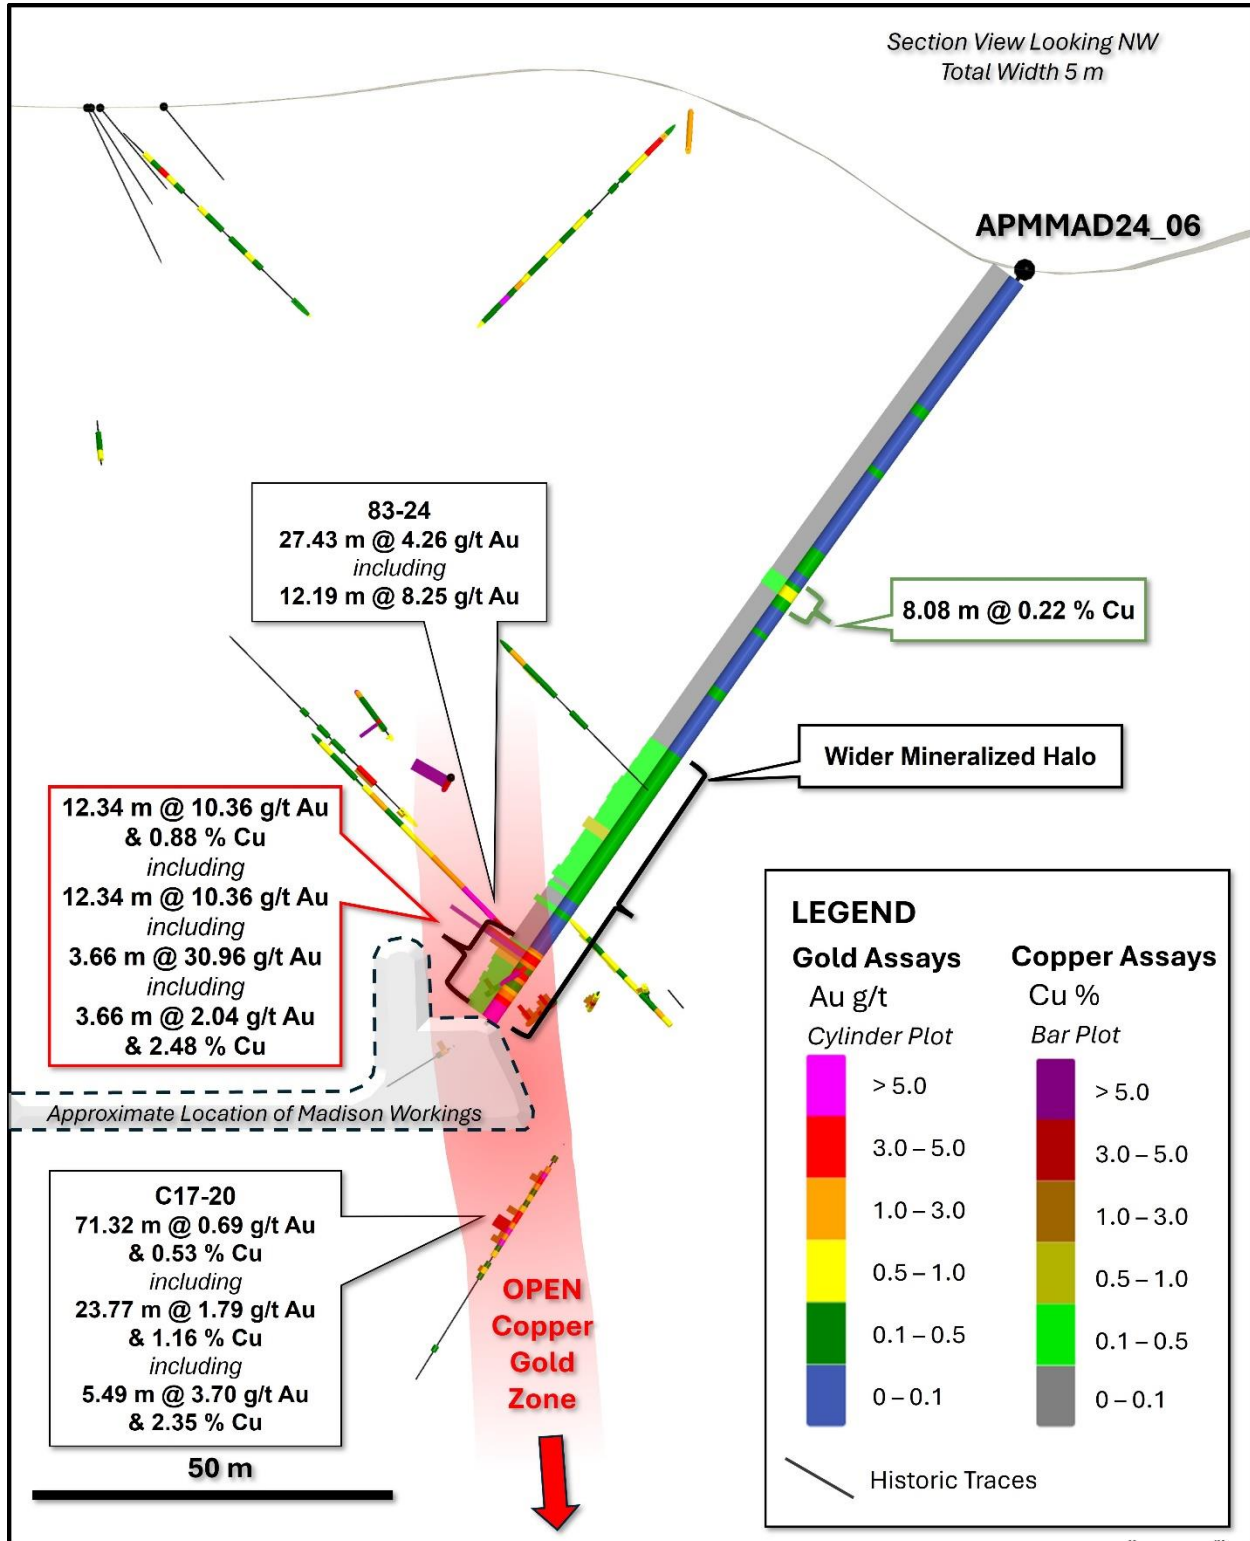 Section View Looking NW
Total Width 5 m
APMMAD24_06
83-24
27.43 m @ 4.26 g/t Au
including
12.19 m @ 8.25 g/t Au
8.08 m @ 0.22 % Cu
Wider Mineralized Halo
12.34 m @ 10.36 g/t Au
& 0.88 % Cu
including
12.34 m @ 10.36 g/t Au
including
3.66 m @ 30.96 g/t Au
including
3.66 m @ 2.04 g/t Au
& 2.48 % Cu
Approximate Location of Madison Workings
C17-20
71.32 m @ 0.69 g/t Au
& 0.53 % Cu
including
23.77 m @ 1.79 g/t Au
& 1.16 % Cu
including
5.49 m @ 3.70 g/t Au
& 2.35 % Cu
50 m
OPEN
Copper
Gold
Zone
LEGEND
Gold Assays
Au g/t
Cylinder Plot
> 5.0
3.0 – 5.0
1.0 – 3.0
0.5 – 1.0
0.1 – 0.5
0 – 0.1
Copper Assays
Cu %
Bar Plot
> 5.0
3.0 – 5.0
1.0 – 3.0
0.5 – 1.0
0.1 – 0.5
0 – 0.1
Historic Traces